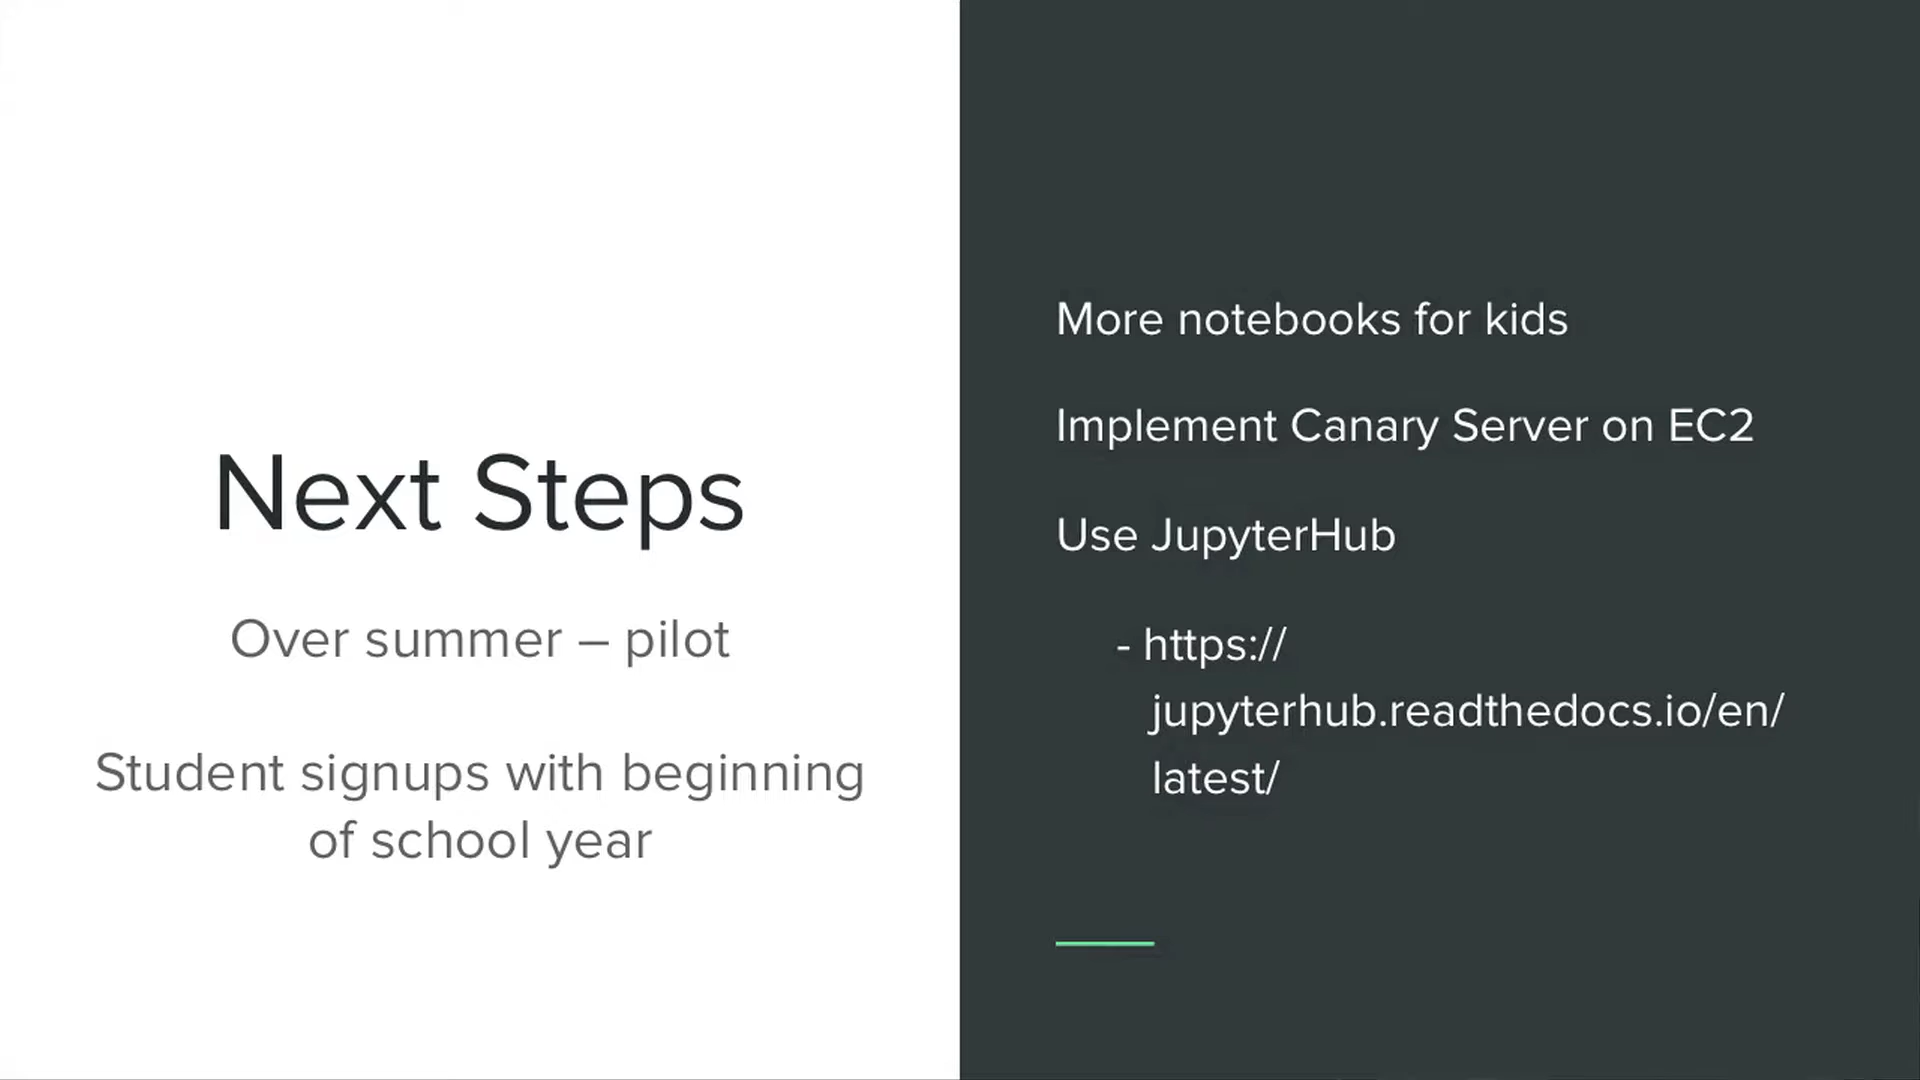 Next Steps
Over summer – pilot
Student signups with beginning
of school year
More notebooks for kids
Implement Canary Server on EC2
Use JupyterHub
- https://
jupyterhub.readthedocs.io/en/
latest/